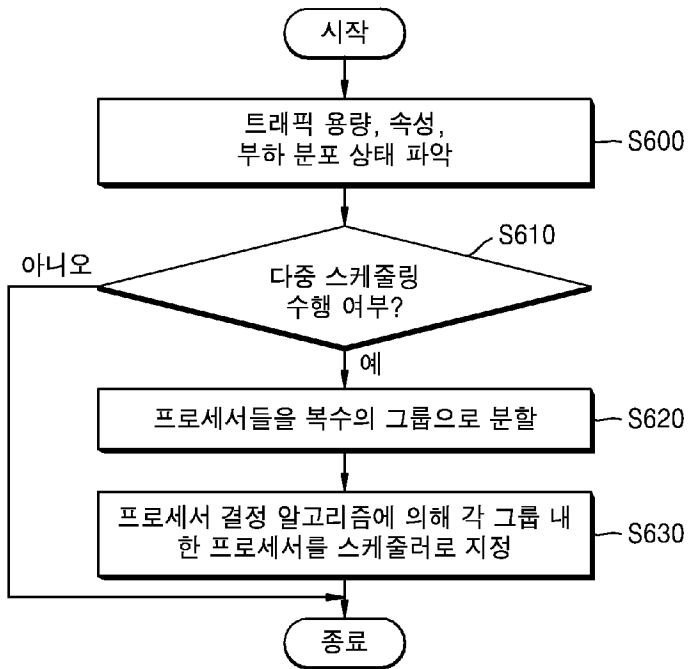 시작
트래픽 용량, 속성,
부하 분포 상태 파악
S600
S610
아니오
다중 스케줄링
수행 여부?
예
프로세서들을 복수의 그룹으로 분할
S620
프로세서 결정 알고리즘에 의해 각 그룹 내
한 프로세서를 스케줄러로 지정
S630
종료